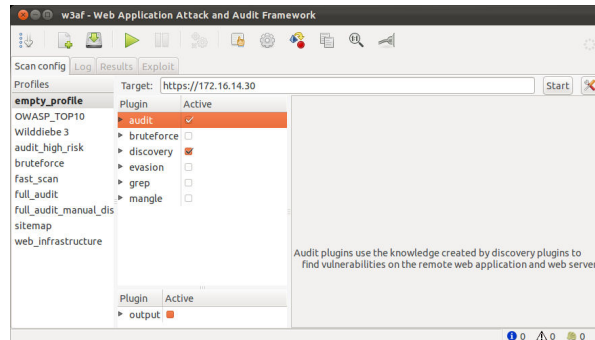 w3af - Web Application Attack and Audit Framework
Scan config Log Results Exploit
Profiles
empty_profile
OWASP_TOP10
Wilddiebe 3
audit_high_risk
bruteforce
fast_scan
full_audit
full_audit_manual_dis
sitemap
web_infrastructure
Target: https://172.16.14.30 Start
Plugin Active
audit
bruteforce
discovery
evasion
grep
mangle
Plugin Active
output
Audit plugins use the knowledge created by discovery plugins to
find vulnerabilities on the remote web application and web server
0 0 0